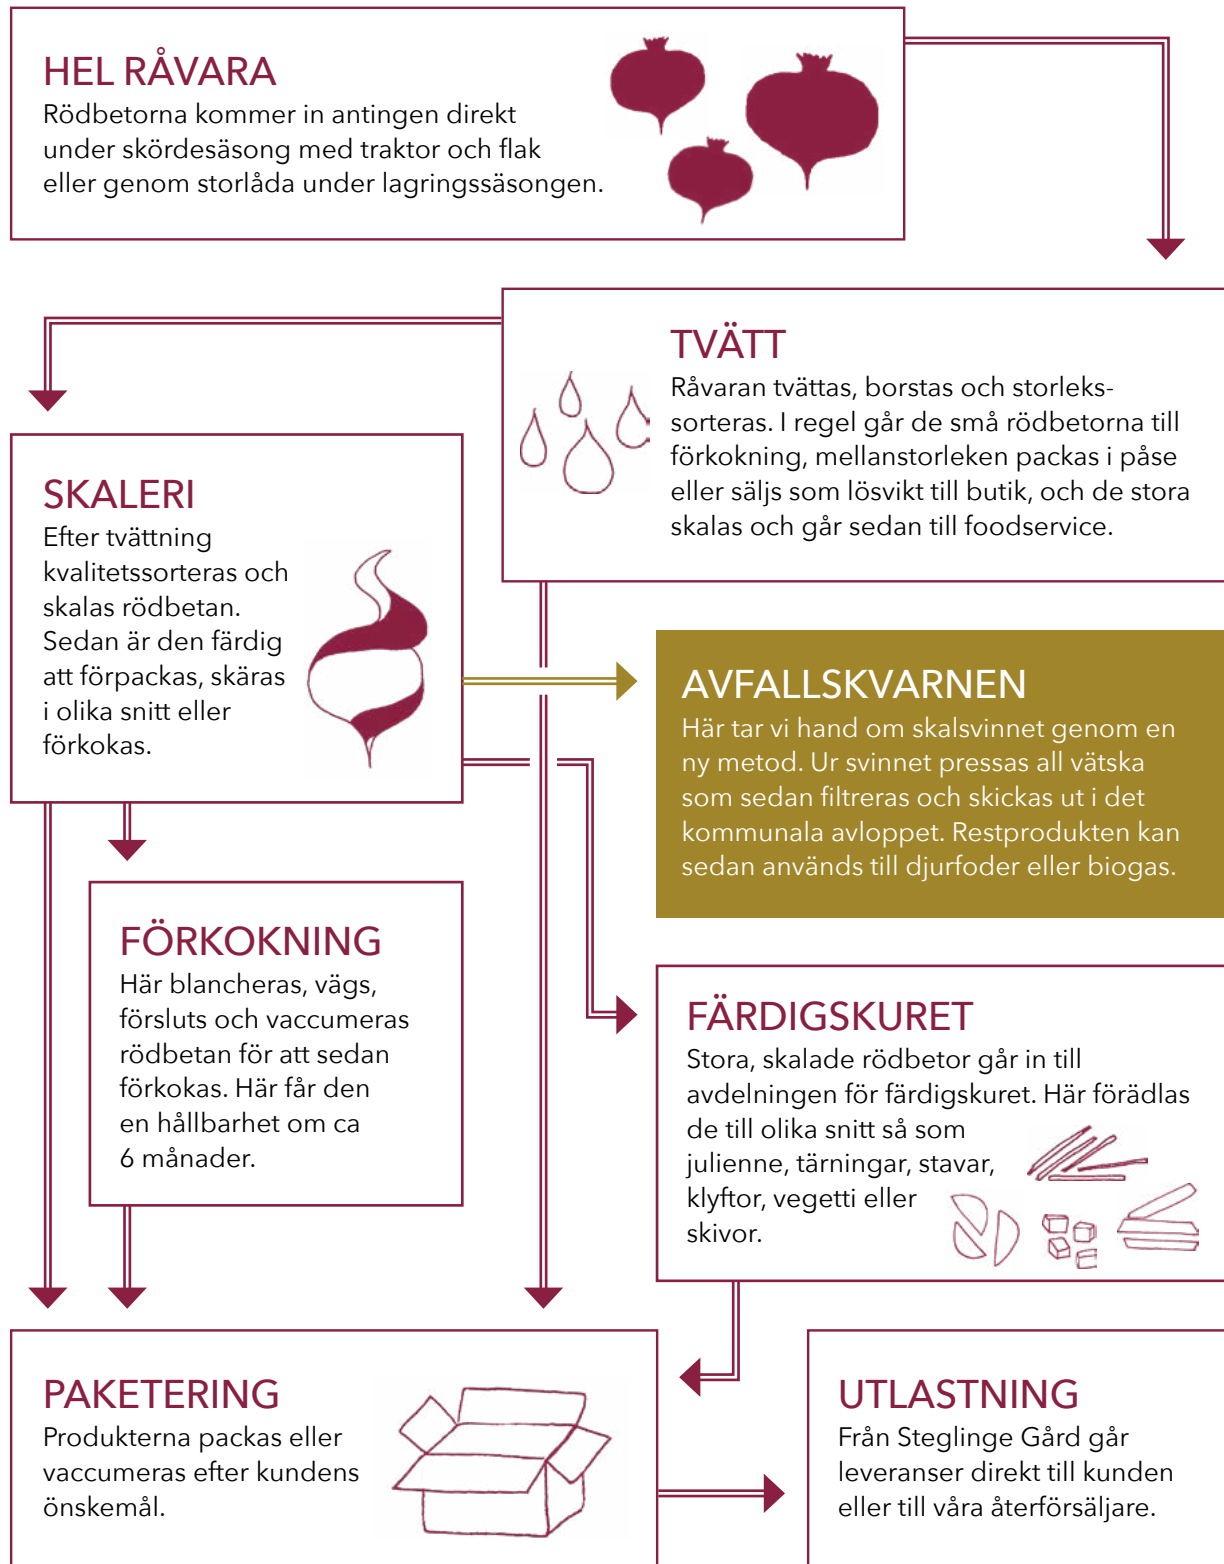 HEL RÅVARA
Rödbetorna kommer in antingen direkt
under skördesäsong med traktor och flak
eller genom storlåda under lagringssäsongen.
TVÄTT
Råvaran tvättas, borstas och storleks-
sorteras. I regel går de små rödbetorna till
förkokning, mellanstorleken packas i påse
eller säljs som lösvikt till butik, och de stora
skalas och går sedan till foodservice.
SKALERI
Efter tvättning
kvalitetssorteras och
skalas rödbetan.
Sedan är den färdig
att förpackas, skäras
i olika snitt eller
förkokas.
AVFALLSKVARNEN
Här tar vi hand om skalsvinnet genom en
ny metod. Ur svinnet pressas all vätska
som sedan filtreras och skickas ut i det
kommunala avloppet. Restprodukten kan
sedan används till djurfoder eller biogas.
FÖRKOKNING
Här blancheras, vägs,
försluts och vaccumeras
rödbetan för att sedan
förkokas. Här får den
en hållbarhet om ca
6 månader.
FÄRDIGSKURET
Stora, skalade rödbetor går in till
avdelningen för färdigskuret. Här förädlas
de till olika snitt så som
julienne, tärningar, stavar,
klyftor, vegetti eller
skivor.
PAKETERING
Produkterna packas eller
vaccumeras efter kundens
önskemål.
UTLASTNING
Från Steglinge Gård går
leveranser direkt till kunden
eller till våra återförsäljare.